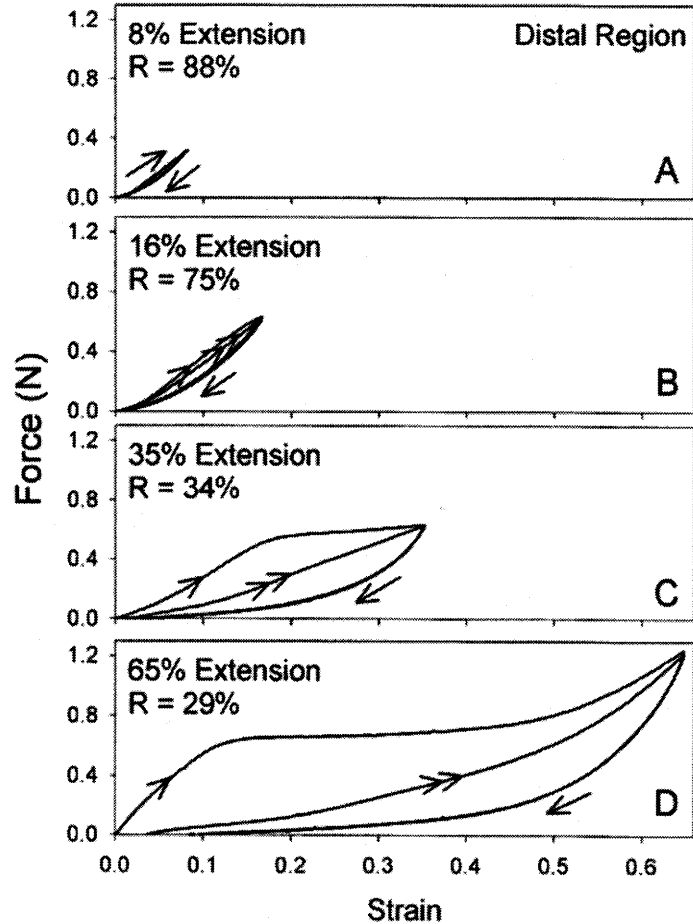 8% Extension
R = 88%
Distal Region
1.2
0.8
0.4
0.0
A
16% Extension
R = 75%
1.2
0.8
0.4
0.0
B
35% Extension
R = 34%
1.2
0.8
0.4
0.0
C
65% Extension
R = 29%
1.2
0.8
0.4
0.0
D
0.0 0.1 0.2 0.3 0.4 0.5 0.6
Strain
Force (N)